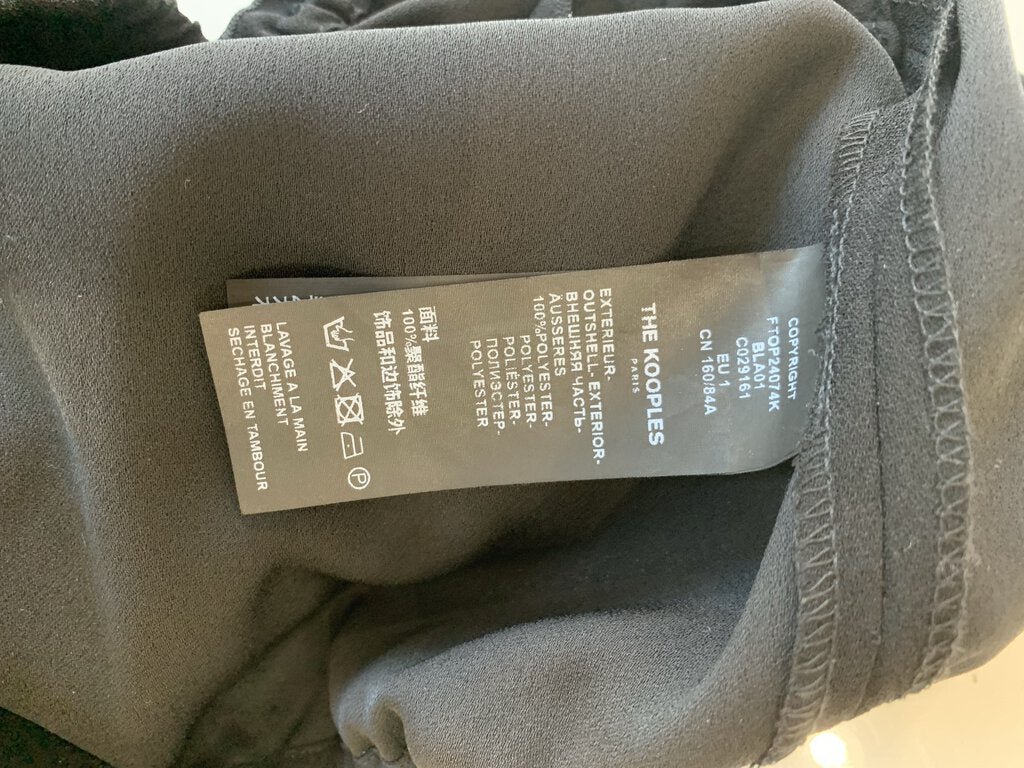 COPYRIGHT
FTOP24074K
BLA01
C029161
EU 1
CN 160/84A
THE KOOPLES
PARIS
EXTERIEUR-
OUTSHELL- EXTERIOR-
ВНЕШНЯЯ ЧАСТЬ-
ÄUSSERES
100%POLYESTER-
POLYESTER-
POLIÉSTER-
ПОЛИЭСТЕР-
POLYESTER
面料
100%聚酯纤维
饰品和边饰除外
P
LAVAGE A LA MAIN
BLANCHIMENT
INTERDIT
SECHAGE EN TAMBOUR